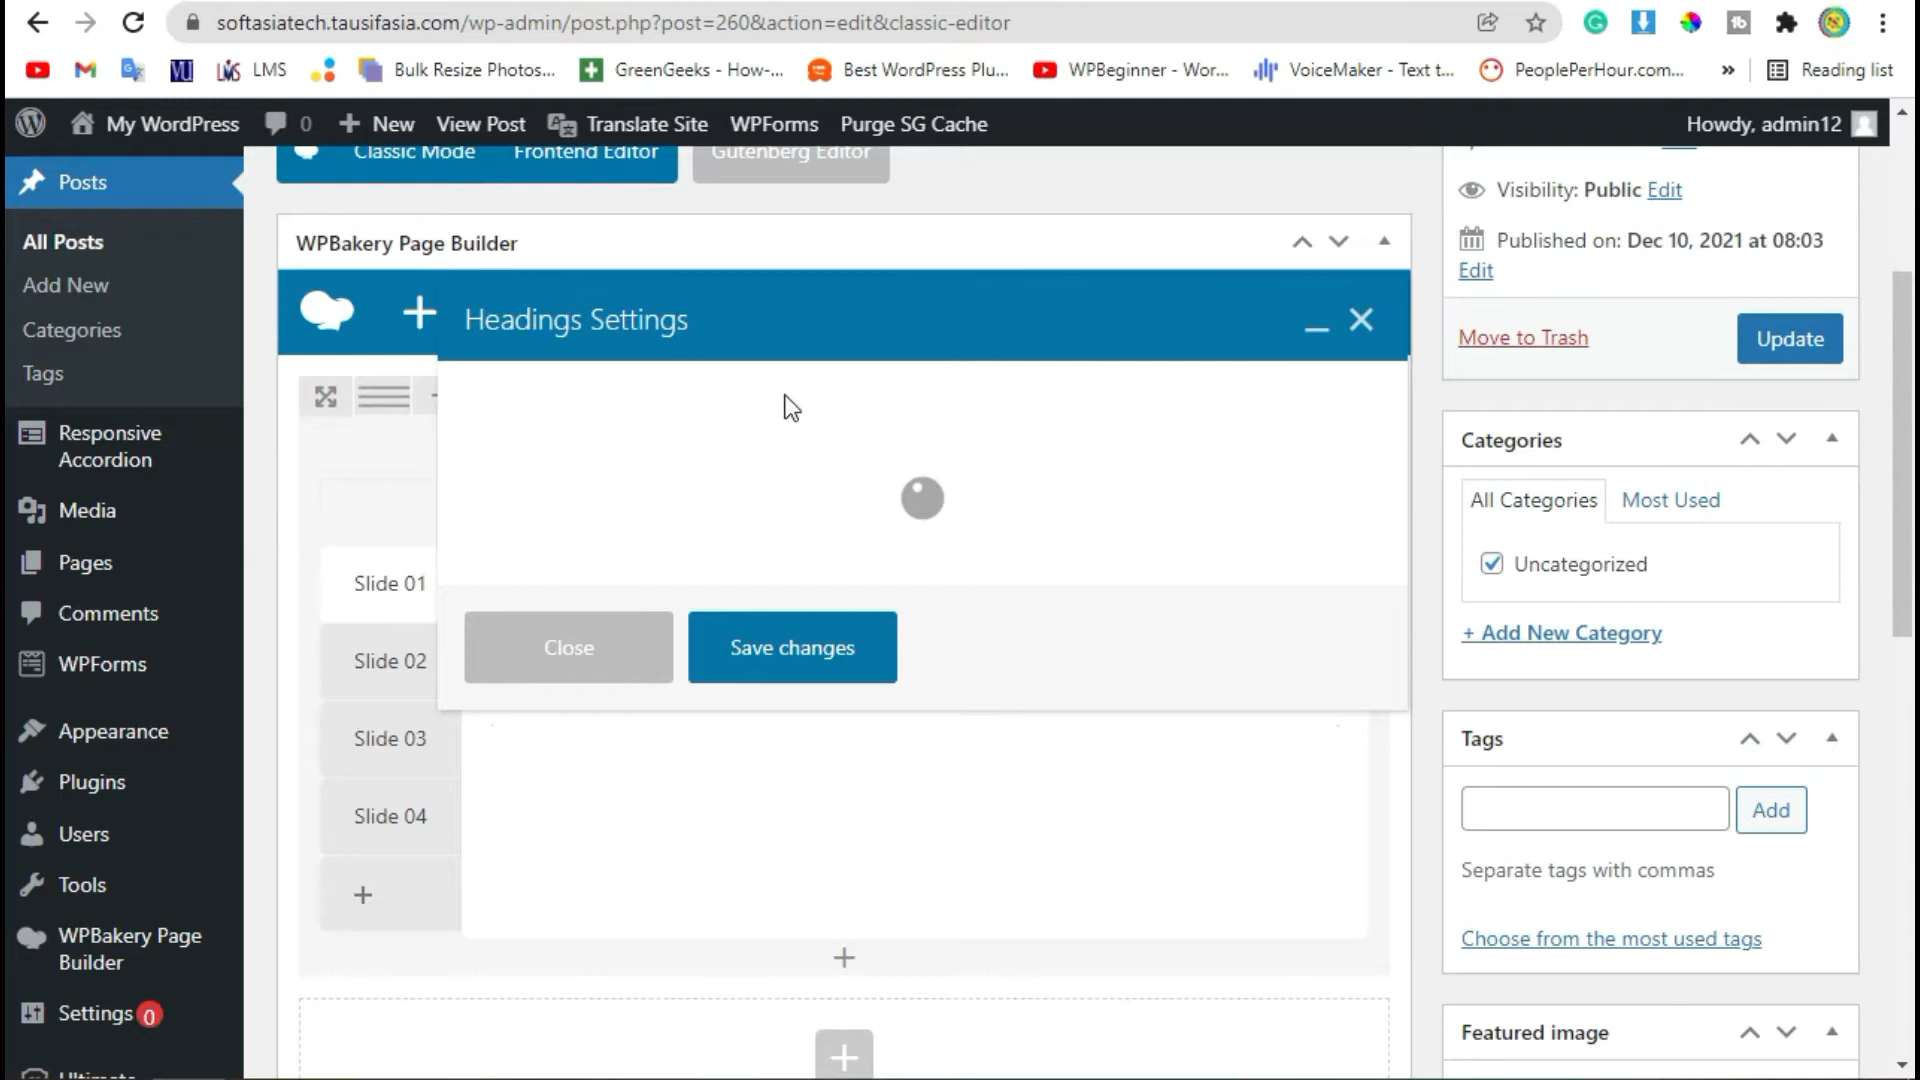 softasiatech.tausifasia.com/wp-admin/post.php?post=260&action=edit&classic-editor
LMS
Bulk Resize Photos...
GreenGeeks - How-...
Best WordPress Plu...
WPBeginner - Wor...
VoiceMaker - Text t...
PeoplePerHour.com...
»
Reading list
My WordPress
0
New
View Post
Translate Site
WPForms
Purge SG Cache
Howdy, admin12
Posts
All Posts
Add New
Categories
Tags
Responsive
Accordion
Media
Pages
Comments
WPForms
Appearance
Plugins
Users
Tools
WPBakery Page
Builder
Settings 0
Classic Mode
Frontend Editor
Gutenberg Editor
WPBakery Page Builder
Headings Settings
Close
Save changes
Slide 01
Slide 02
Slide 03
Slide 04
+
+
+
Visibility: Public Edit
Published on: Dec 10, 2021 at 08:03
Edit
Move to Trash
Update
Categories
All Categories
Most Used
Uncategorized
+ Add New Category
Tags
Add
Separate tags with commas
Choose from the most used tags
Featured image